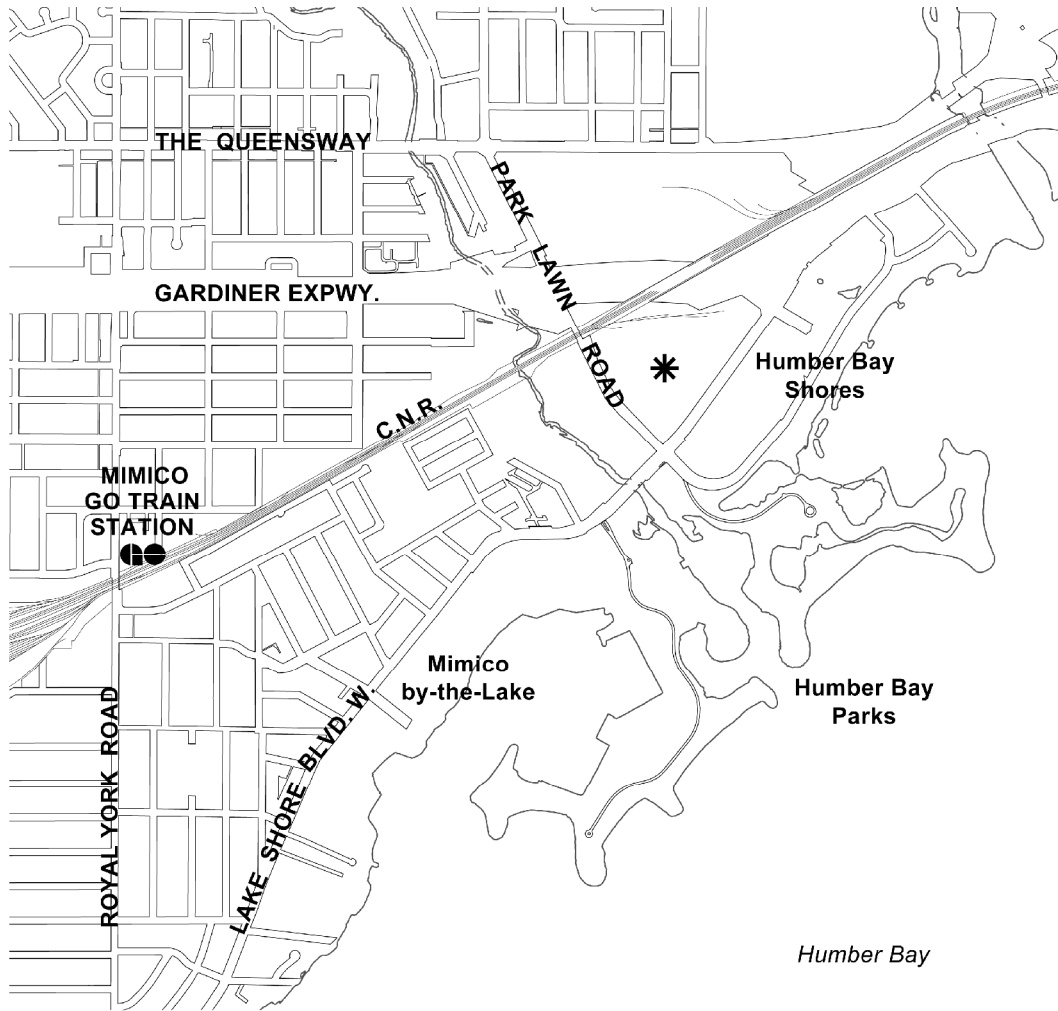 THE QUEENSWAY
PARK LAWN ROAD
GARDINER EXPWY.
Humber Bay
Shores
C.N.R.
MIMICO
GO TRAIN
STATION
GO
Mimico
by-the-Lake
Humber Bay
Parks
ROYAL YORK ROAD
LAKE SHORE BLVD. W.
Humber Bay